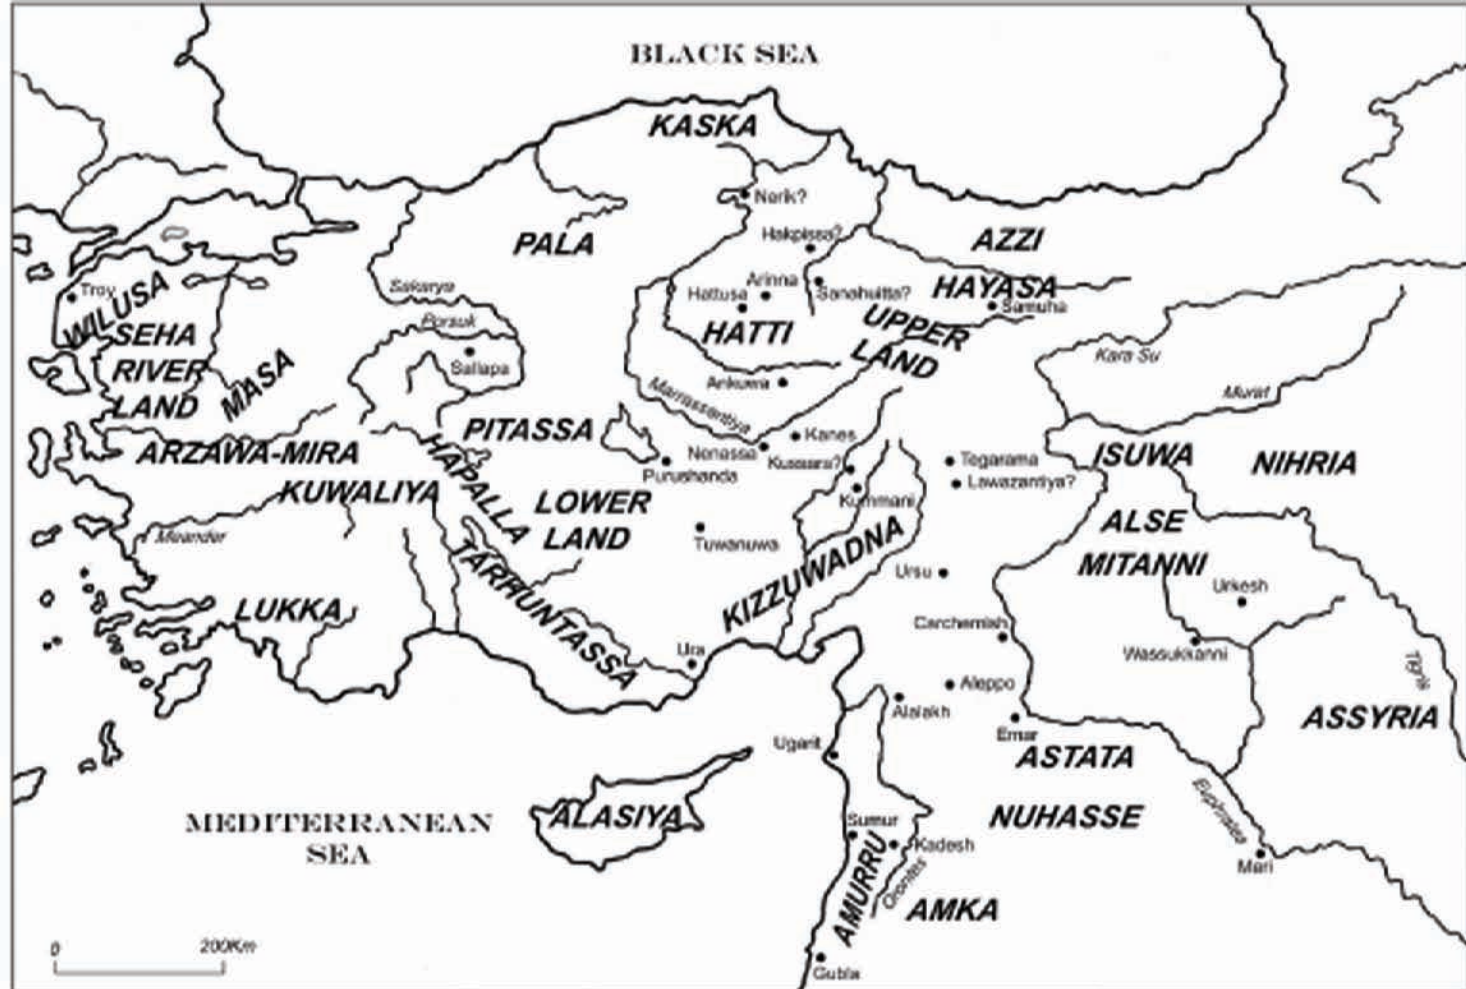 BLACK SEA
KASKA
Nerik?
PALA
Hakpissa?
AZZI
Sakarya
Arinna
Hattusa
Sanahuitta?
HAYASA
Samuha
Troy
WILUSA
SEHA
RIVER
LAND
MASA
Porsuk
Sallapa
HATTI
UPPER
LAND
Ankuwa
Kara Su
Murat
Marrassantiya
PITASSA
Kanes
Nenassa
Kussara?
Purushanda
Kummani
Tegarama
Lawazantiya?
ISUWA
NIHRIA
ARZAWA-MIRA
HAPALLA
KUWALIYA
LOWER
LAND
Tuwanuwa
Meander
ALSE
MITANNI
Urkesh
Ursu
KIZZUWADNA
TARHUNTASSA
LUKKA
Ura
Carchemish
Wassukkanni
Tigris
Aleppo
Alalakh
Emar
ASSYRIA
Ugarit
ASTATA
NUHASSE
Euphrates
Mari
ALASIYA
MEDITERRANEAN
SEA
Sumur
Kadesh
AMURRU
Orontes
AMKA
Gubla
0 200Km